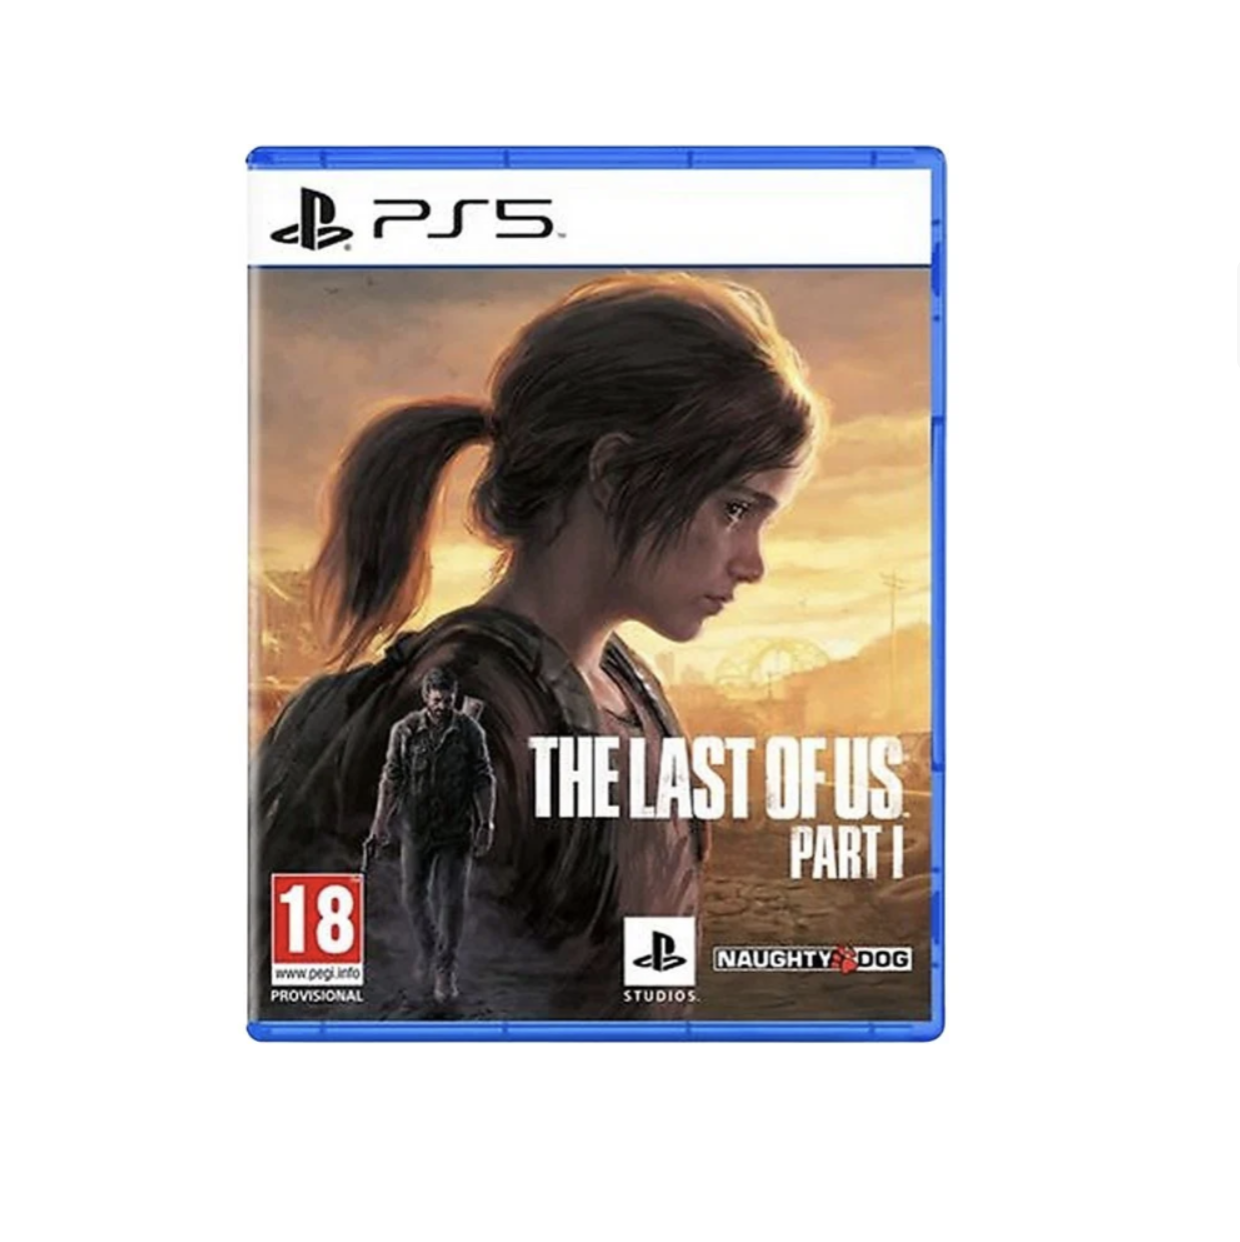 PS5
THE LAST OF US
PART I
18
www.pegi.info
PROVISIONAL
STUDIOS
NAUGHTY DOG